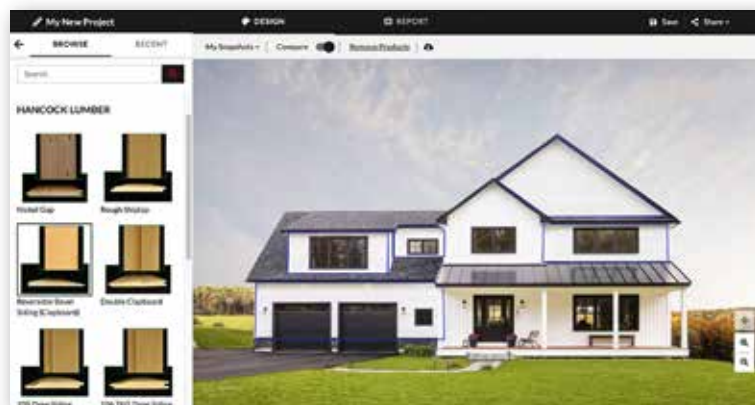 My New Project
DESIGN
REPORT
Save
Share
BROWSE
RECENT
My Snapshots
Compare
Remove Products
Search
HANCOCK LUMBER
Nickel Gap
Rough Shiplap
Reversible Bevel
Siding (Clapboard)
Double Clapboard